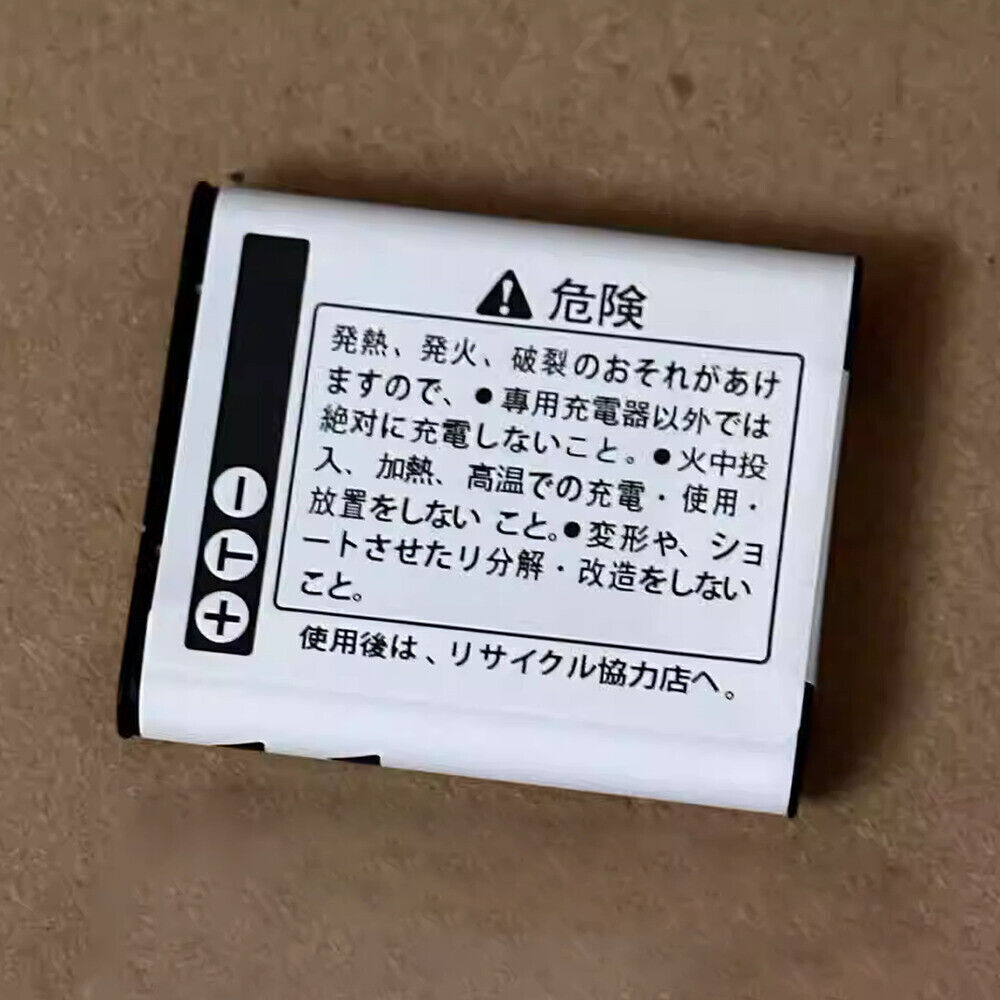 危険
発熱、発火、破裂のおそれがあけ
ますので、●専用充電器以外では
絶対に充電しないこと。●火中投
入、加熱、高温での充電・使用・
放置をしない こと。●変形や、ショ
ートさせたリ分解・改造をしない
こと。
使用後は、リサイクル協力店へ。
−
T
+